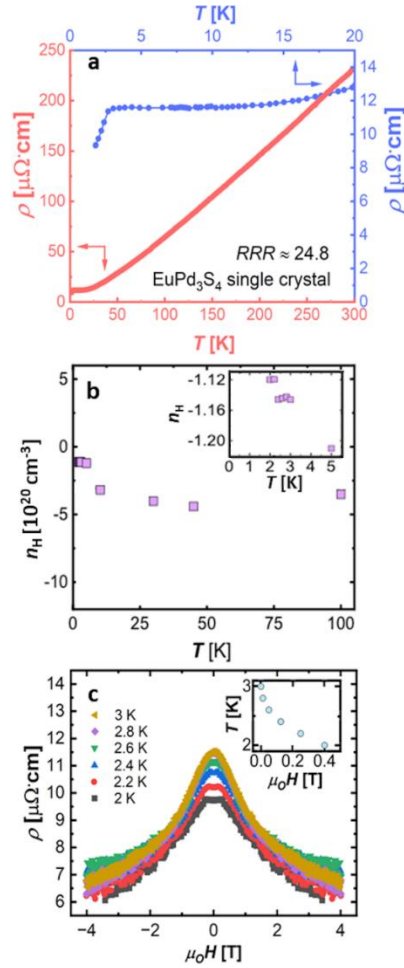 T [K]
0 5 10 15 20
250
200
150
100
50
0
ρ [μΩ·cm]
a
14
12
10
8
6
4
2
0
ρ [μΩ·cm]
RRR ≈ 24.8
EuPd₃S₄ single crystal
0 50 100 150 200 250 300
T [K]
b
5
0
-5
-10
n_H [10²⁰ cm⁻³]
-1.12
-1.16
-1.20
n_H
0 1 2 3 4 5
T [K]
0 25 50 75 100
T [K]
c
14
13
12
11
10
9
8
7
6
5
ρ [μΩ·cm]
3 K
2.8 K
2.6 K
2.4 K
2.2 K
2 K
3
2
T [K]
0.0 0.2 0.4
μ₀H [T]
−4 −2 0 2 4
μ₀H [T]